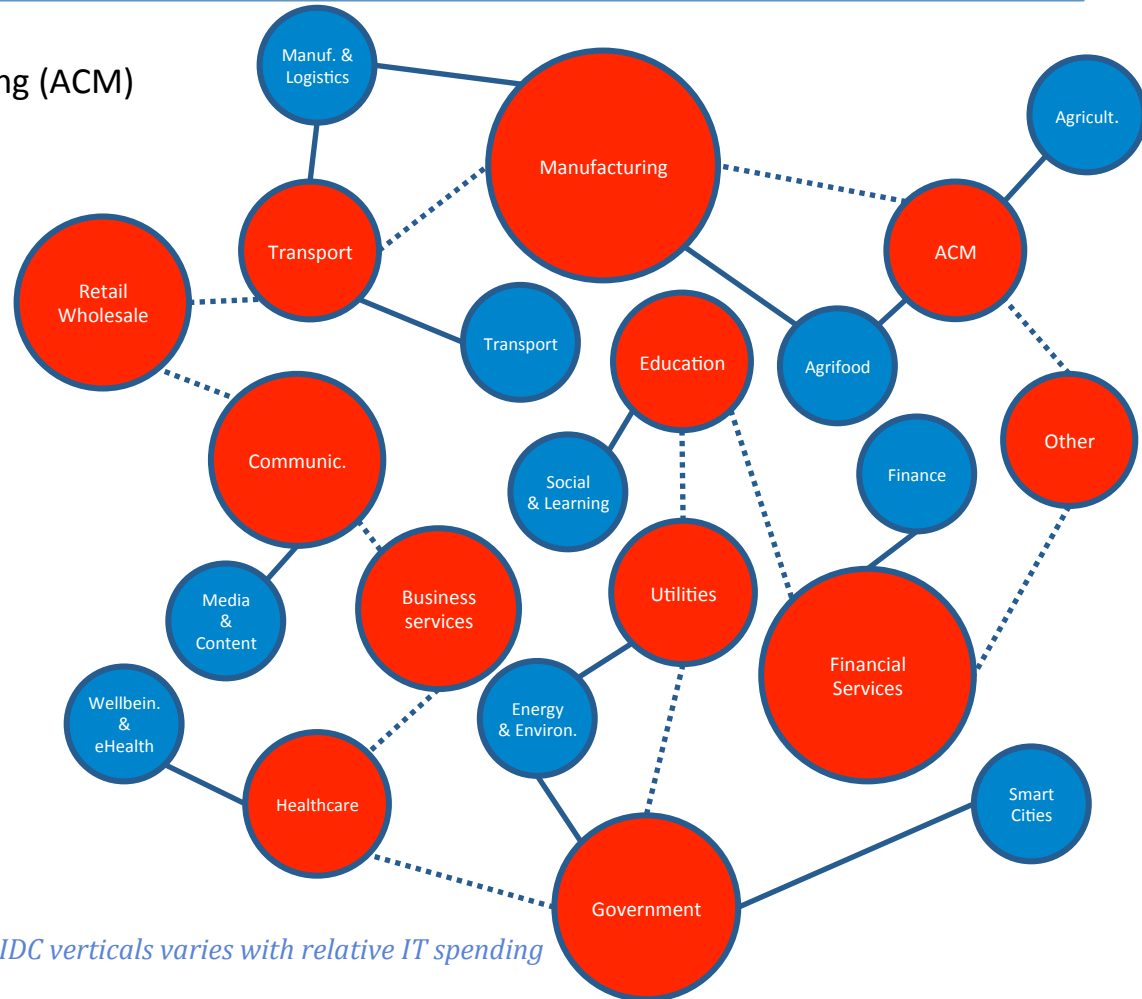 ng (ACM)
Manuf. &
Logistics
Manufacturing
Agricult.
Transport
ACM
Retail
Wholesale
Transport
Education
Agrifood
Communic.
Other
Social
& Learning
Finance
Media
&
Content
Business
services
Utilities
Financial
Services
Wellbein.
&
eHealth
Energy
& Environ.
Healthcare
Smart
Cities
Government
IDC verticals varies with relative IT spending